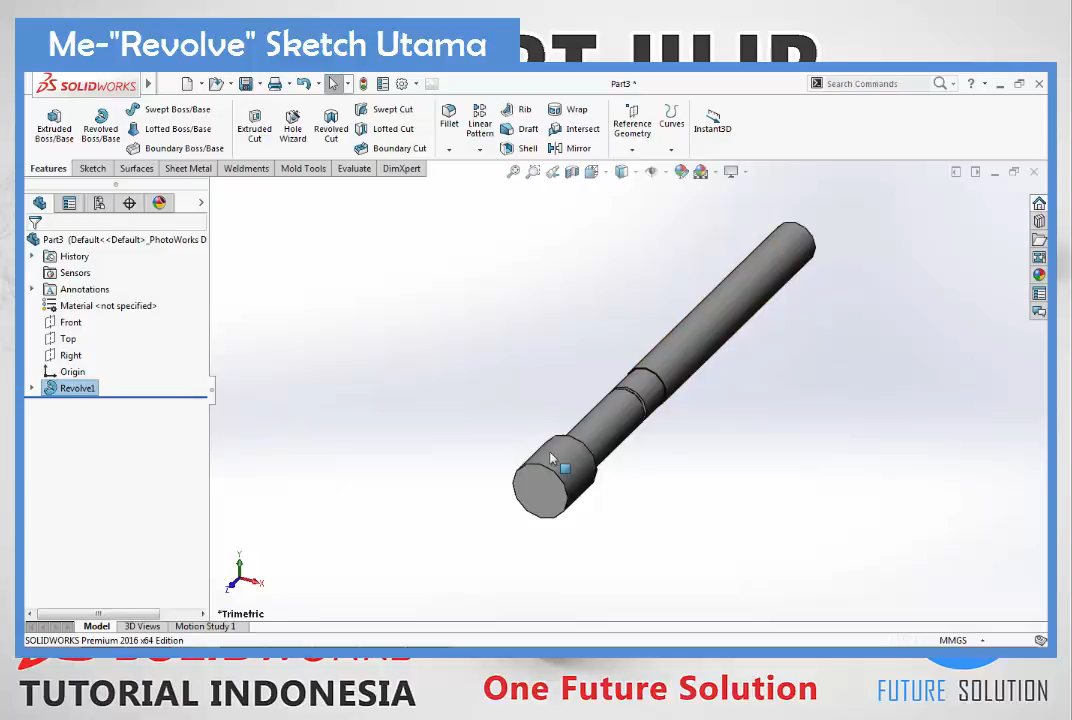 Me-"Revolve" Sketch Utama
SOLIDWORKS
Part3 *
Search Commands
Extruded Boss/Base
Revolved Boss/Base
Swept Boss/Base
Lofted Boss/Base
Boundary Boss/Base
Extruded Cut
Hole Wizard
Revolved Cut
Swept Cut
Lofted Cut
Boundary Cut
Fillet
Linear Pattern
Rib
Draft
Shell
Wrap
Intersect
Mirror
Reference Geometry
Curves
Instant3D
Features
Sketch
Surfaces
Sheet Metal
Weldments
Mold Tools
Evaluate
DimXpert
Part3 (Default<<Default>_PhotoWorks D
History
Sensors
Annotations
Material <not specified>
Front
Top
Right
Origin
Revolve1
Y
X
Z
*Trimetric
Model
3D Views
Motion Study 1
SOLIDWORKS Premium 2016 x64 Edition
MMGS
TUTORIAL INDONESIA
One Future Solution
FUTURE SOLUTION